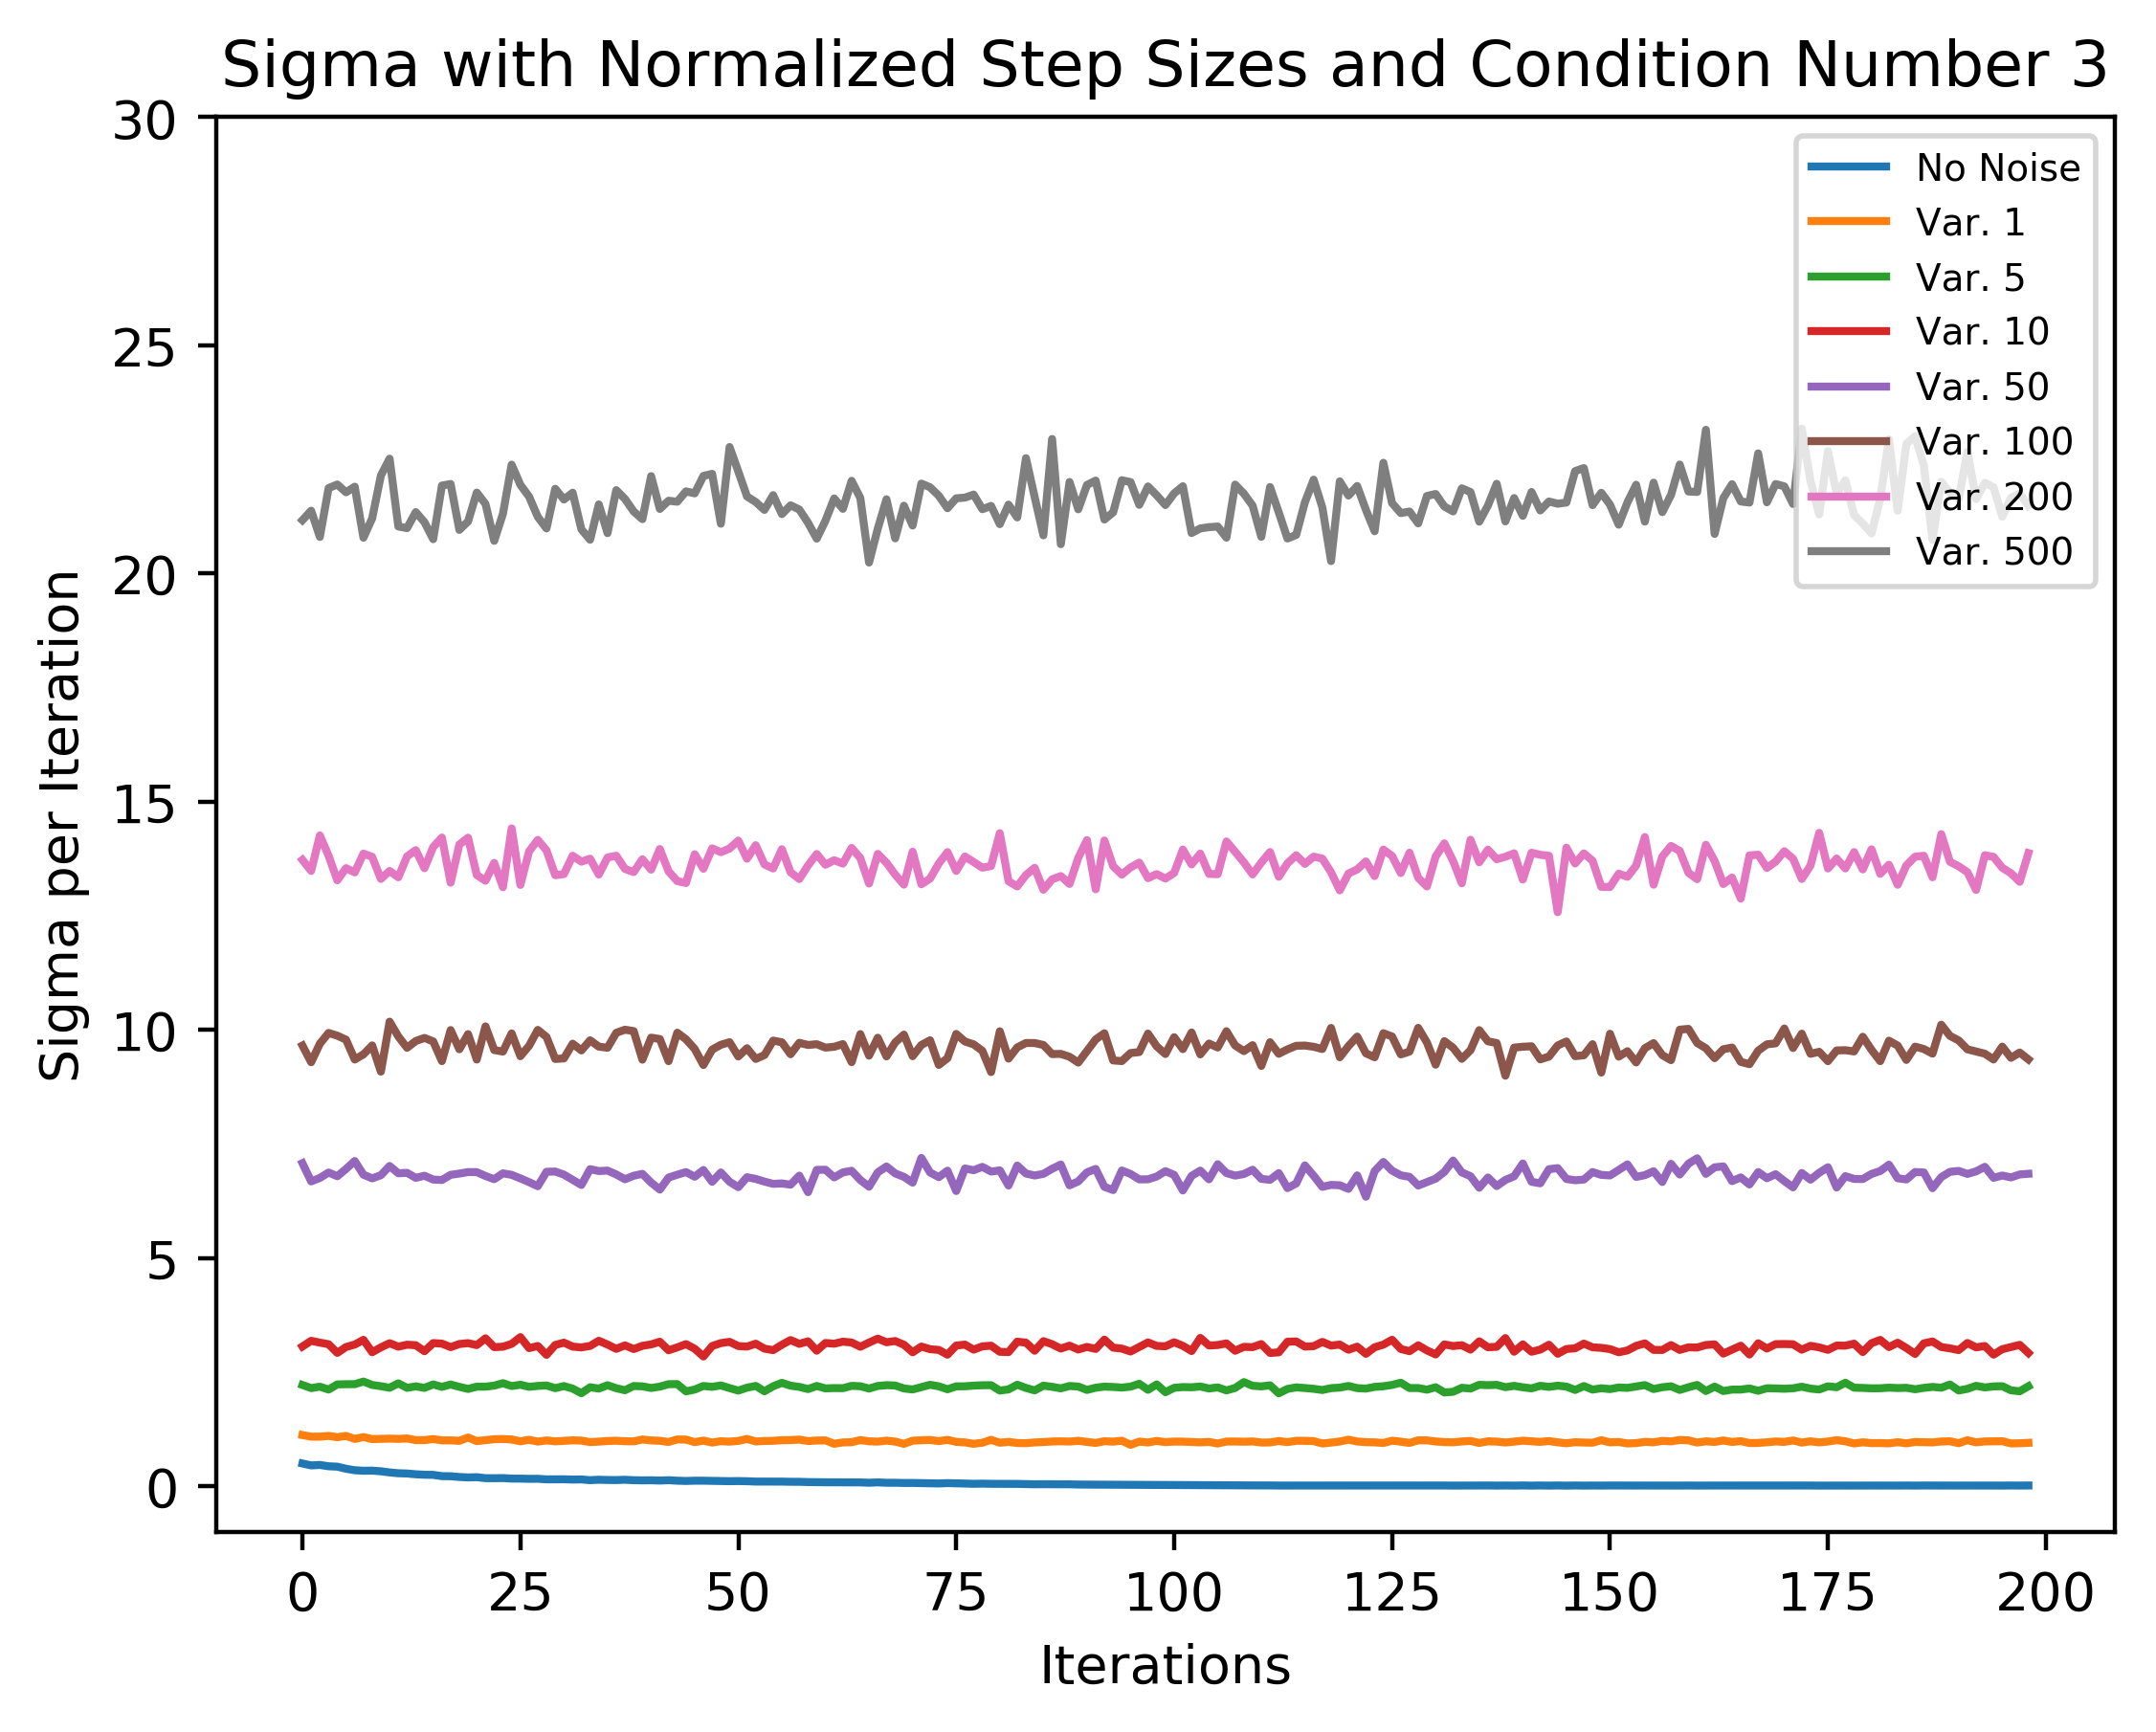 Sigma with Normalized Step Sizes and Condition Number 3
30
25
20
15
10
5
0
Sigma per Iteration
No Noise
Var. 1
Var. 5
Var. 10
Var. 50
Var. 100
Var. 200
Var. 500
0 25 50 75 100 125 150 175 200
Iterations